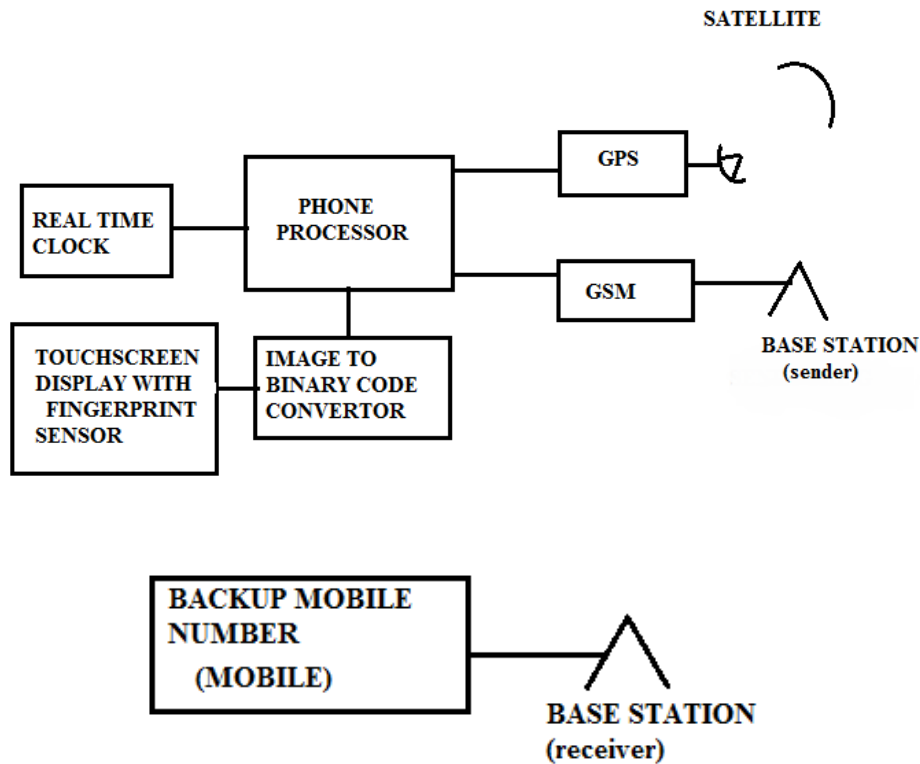 SATELLITE
GPS
PHONE
PROCESSOR
REAL TIME
CLOCK
GSM
BASE STATION
(sender)
TOUCHSCREEN
DISPLAY WITH
FINGERPRINT
SENSOR
IMAGE TO
BINARY CODE
CONVERTOR
BACKUP MOBILE
NUMBER
(MOBILE)
BASE STATION
(receiver)